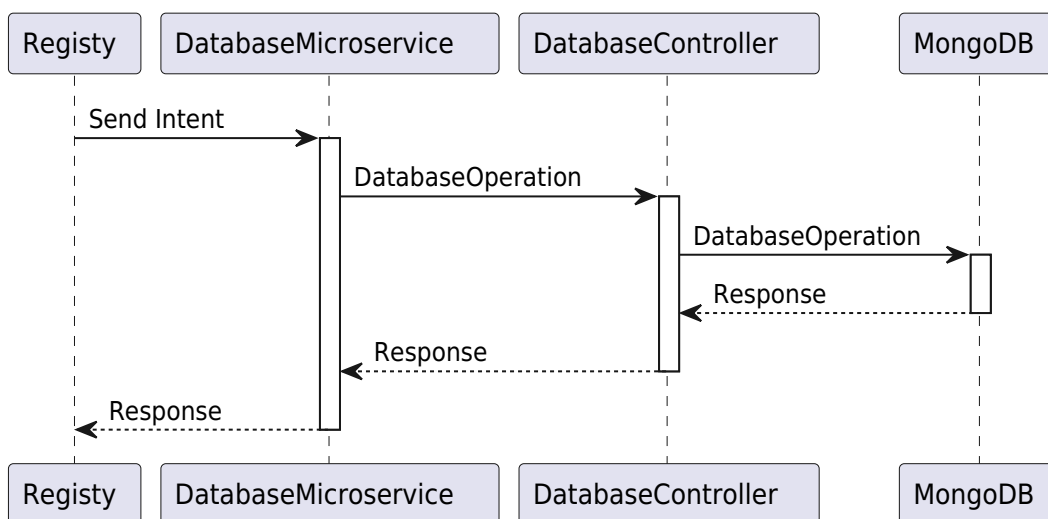 Registy DatabaseMicroservice DatabaseController MongoDB
Send Intent
DatabaseOperation
DatabaseOperation
Response
Response
Response
Registy DatabaseMicroservice DatabaseController MongoDB